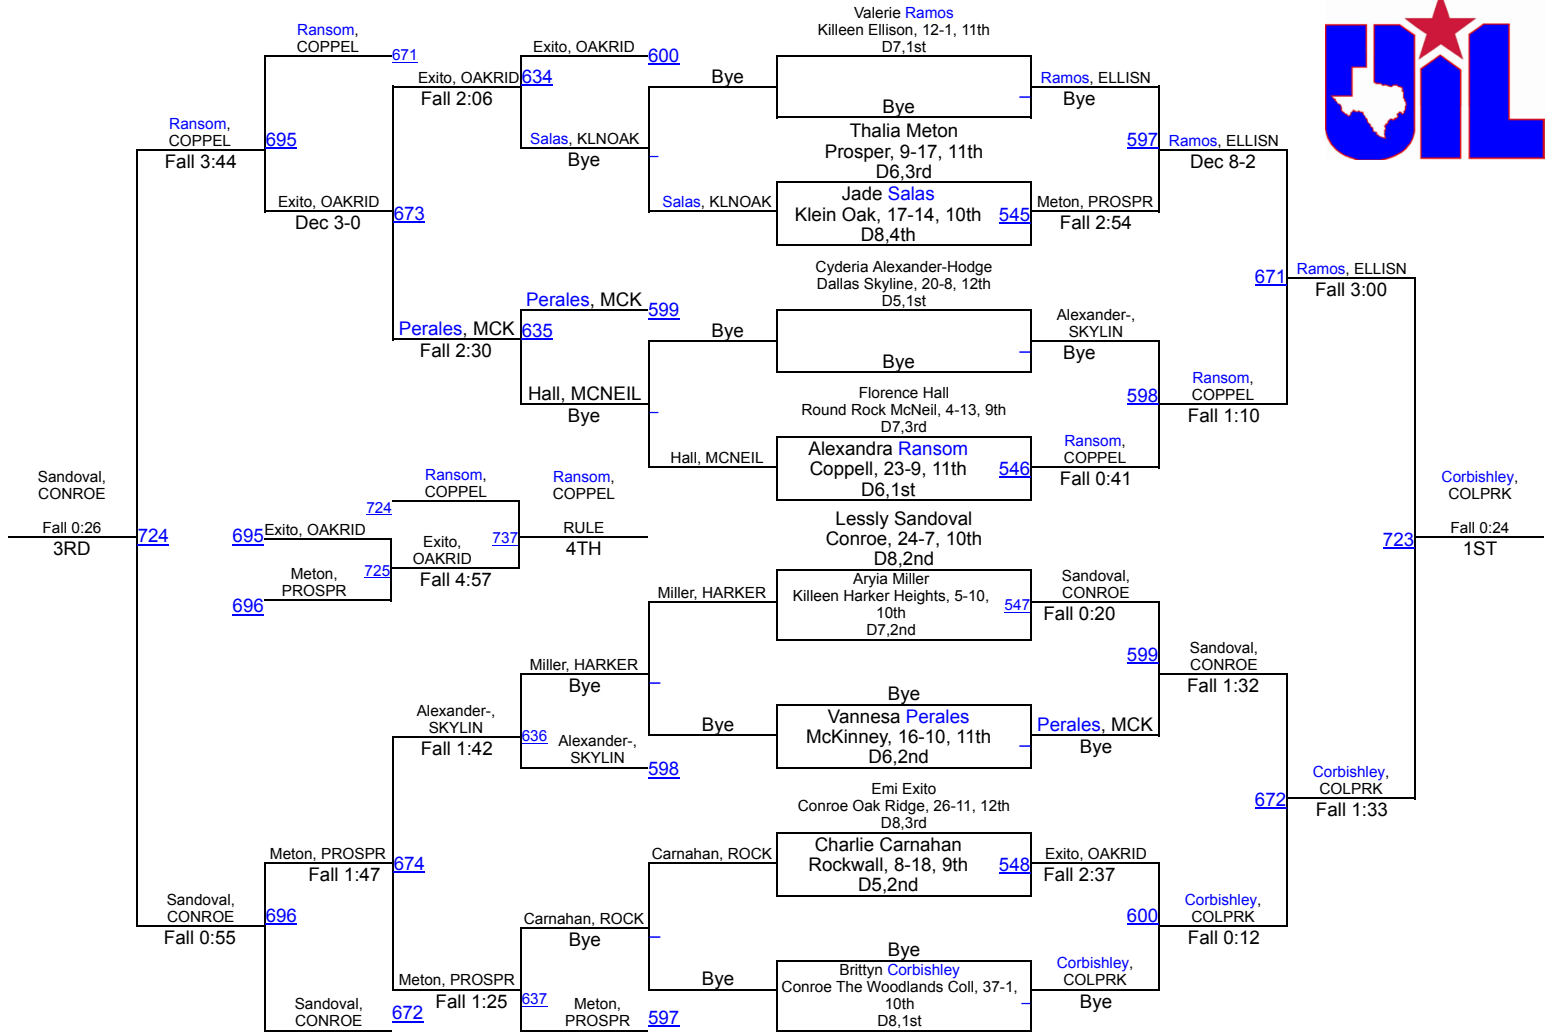 Valerie Ramos
Killeen Ellison, 12-1, 11th
D7,1st
Bye
Thalia Meton
Prosper, 9-17, 11th
D6,3rd
Jade Salas
Klein Oak, 17-14, 10th
D8,4th
545
Cyderia Alexander-Hodge
Dallas Skyline, 20-8, 12th
D5,1st
Bye
Florence Hall
Round Rock McNeil, 4-13, 9th
D7,3rd
Alexandra Ransom
Coppell, 23-9, 11th
D6,1st
546
Lessly Sandoval
Conroe, 24-7, 10th
D8,2nd
Aryia Miller
Killeen Harker Heights, 5-10,
10th
D7,2nd
547
Bye
Vannesa Perales
McKinney, 16-10, 11th
D6,2nd
Emi Exito
Conroe Oak Ridge, 26-11, 12th
D8,3rd
Charlie Carnahan
Rockwall, 8-18, 9th
D5,2nd
548
Bye
Brittyn Corbishley
Conroe The Woodlands Coll, 37-1,
10th
D8,1st
Ramos, ELLISN
Bye
597
Meton, PROSPR
Fall 2:54
Alexander-,
SKYLIN
Bye
598
Ransom,
COPPEL
Fall 0:41
Sandoval,
CONROE
Fall 0:20
599
Perales, MCK
Bye
Exito, OAKRID
Fall 2:37
600
Corbishley,
COLPRK
Bye
Ramos, ELLISN
Dec 8-2
671
Ransom,
COPPEL
Fall 1:10
Sandoval,
CONROE
Fall 1:32
672
Corbishley,
COLPRK
Fall 0:12
Ramos, ELLISN
Fall 3:00
723
Corbishley,
COLPRK
Fall 1:33
Corbishley,
COLPRK
Fall 0:24
1ST
UIL
Bye
Salas, KLNOAK
Bye
Hall, MCNEIL
Miller, HARKER
Bye
Carnahan, ROCK
Bye
Exito, OAKRID
600
Salas, KLNOAK
Bye
Perales, MCK
599
Hall, MCNEIL
Bye
Miller, HARKER
Bye
Alexander-,
SKYLIN
598
Carnahan, ROCK
Bye
Meton,
PROSPR
597
Exito, OAKRID
634
Fall 2:06
Perales, MCK
635
Fall 2:30
Alexander-,
SKYLIN
636
Fall 1:42
Meton, PROSPR
637
Fall 1:25
Ransom,
COPPEL
671
Exito, OAKRID
673
Dec 3-0
Meton, PROSPR
674
Fall 1:47
Sandoval,
CONROE
672
Ransom,
COPPEL
695
Fall 3:44
Sandoval,
CONROE
696
Fall 0:55
Sandoval,
CONROE
Fall 0:26
724
3RD
695
Exito, OAKRID
Meton,
PROSPR
696
725
Ransom,
COPPEL
724
Exito,
OAKRID
Fall 4:57
737
Ransom,
COPPEL
RULE
4TH